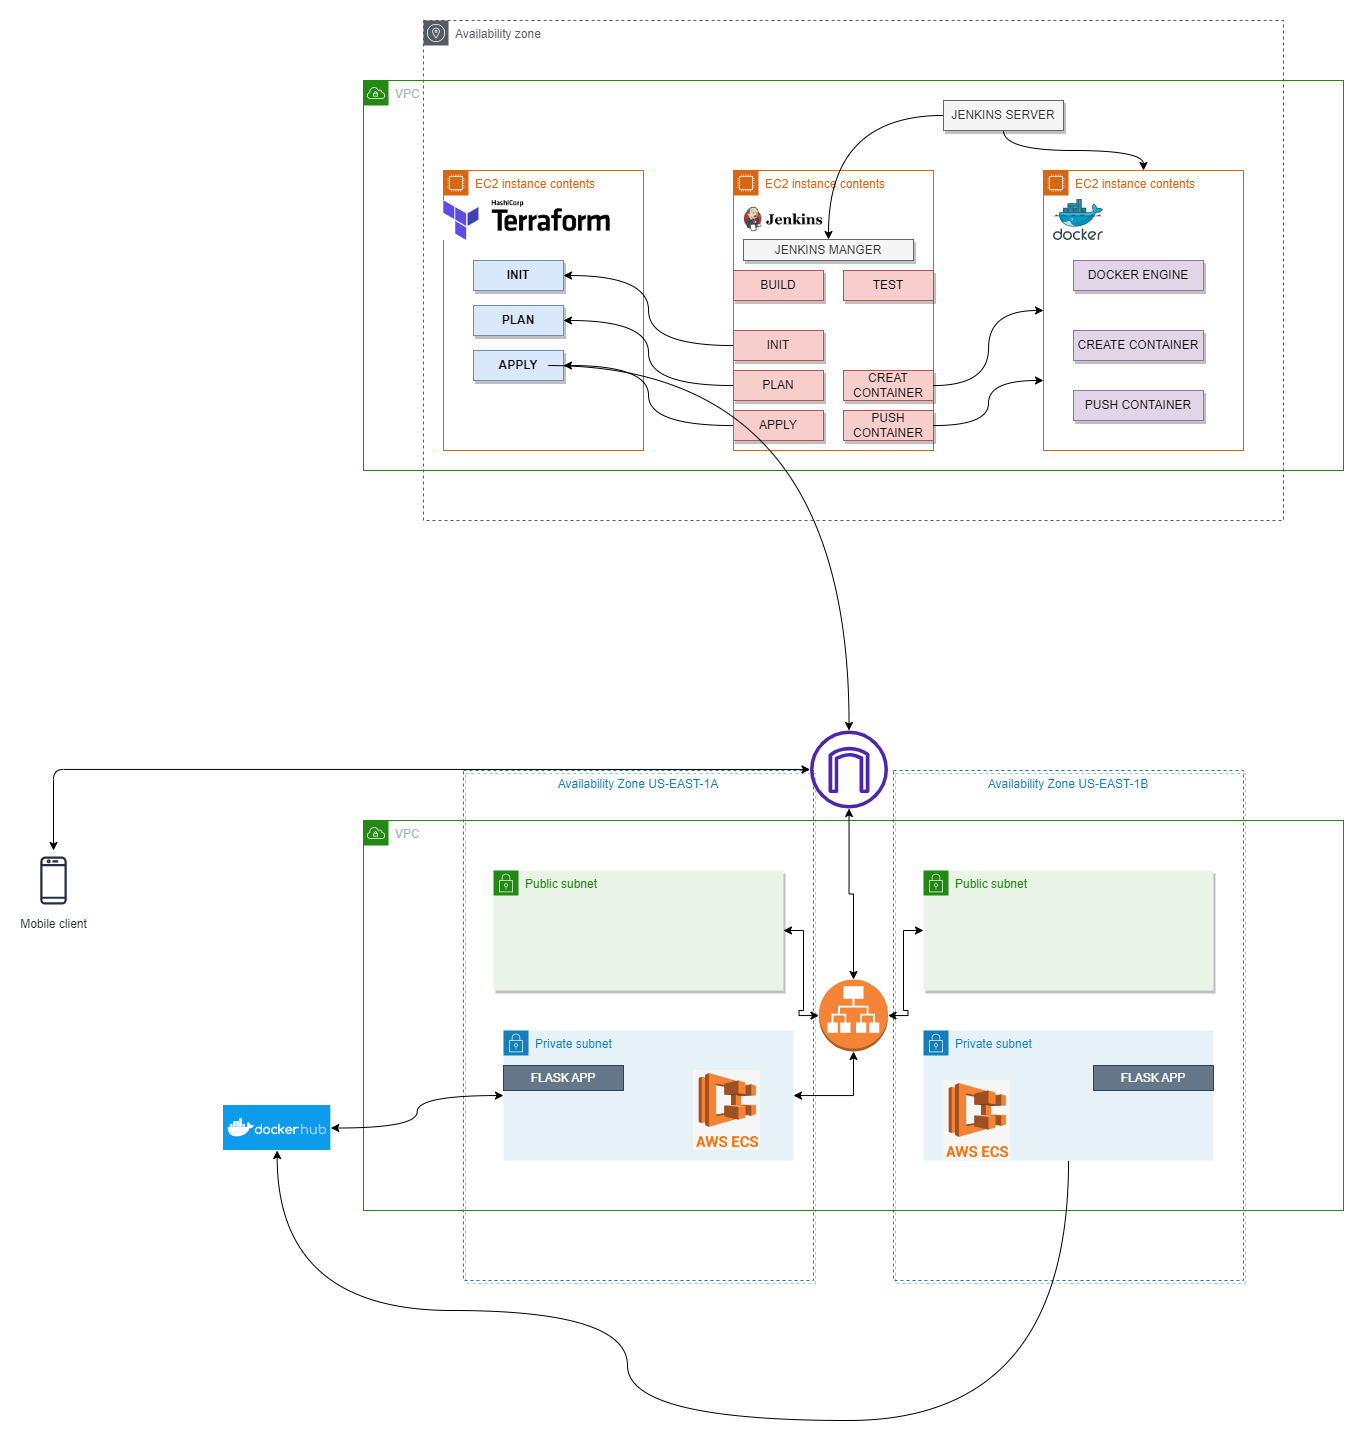 Availability zone
VPC
JENKINS SERVER
EC2 instance contents
HashiCorp
Terraform
INIT
PLAN
APPLY
EC2 instance contents
Jenkins
JENKINS MANGER
BUILD
TEST
INIT
PLAN
CREAT
CONTAINER
APPLY
PUSH
CONTAINER
EC2 instance contents
docker
DOCKER ENGINE
CREATE CONTAINER
PUSH CONTAINER
Availability Zone US-EAST-1A
Availability Zone US-EAST-1B
VPC
Mobile client
Public subnet
Public subnet
Private subnet
FLASK APP
AWS ECS
Private subnet
FLASK APP
AWS ECS
dockerhub